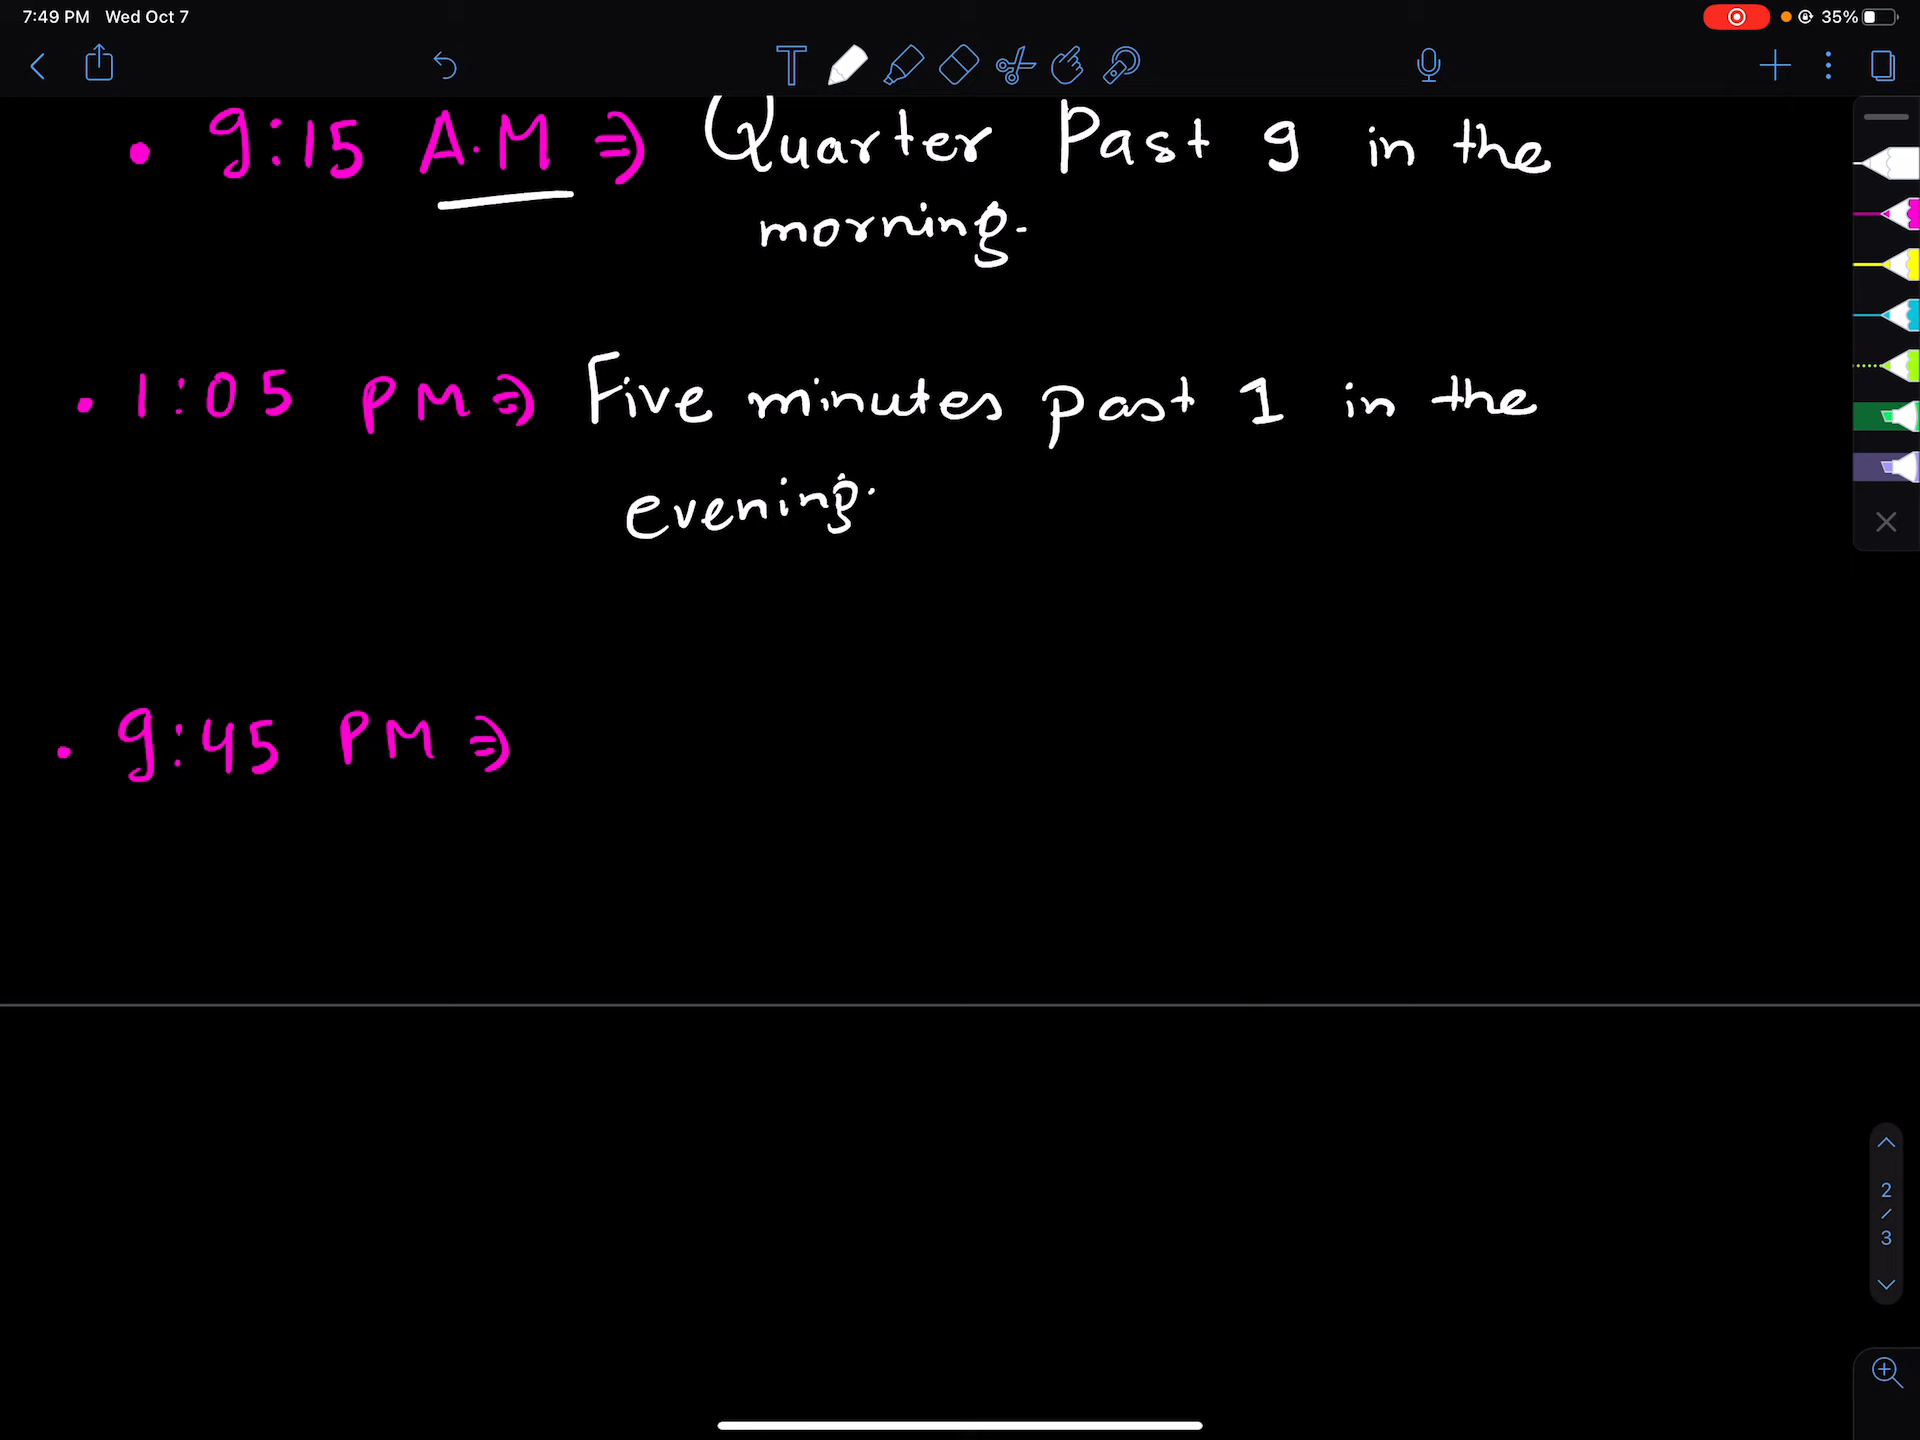 7:49 PM Wed Oct 7 35%
• 9:15 A.M ⇒ Quarter Past 9 in the
morning.
• 1:05 PM ⇒ Five minutes past 1 in the
evening.
• 9:45 PM ⇒
2
/
3